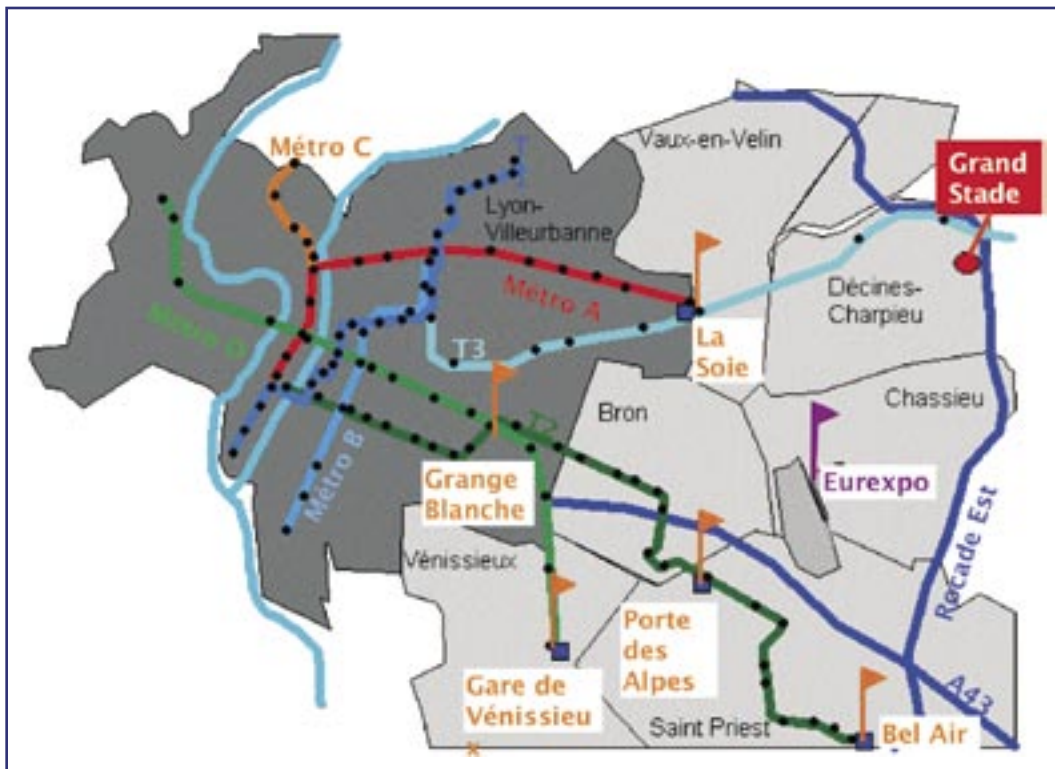 Métro C
T
Vaux-en-Velin
Grand
Stade
Lyon-
Villeurbanne
Métro A
Décines-
Charpieu
Métro D
T3
La
Soie
Bron
Chassieu
T2
Métro B
Grange
Blanche
Eurexpo
Vénissieux
Rocade Est
Porte
des
Alpes
Gare de
Vénissieu
x
A43
Saint Priest
Bel Air